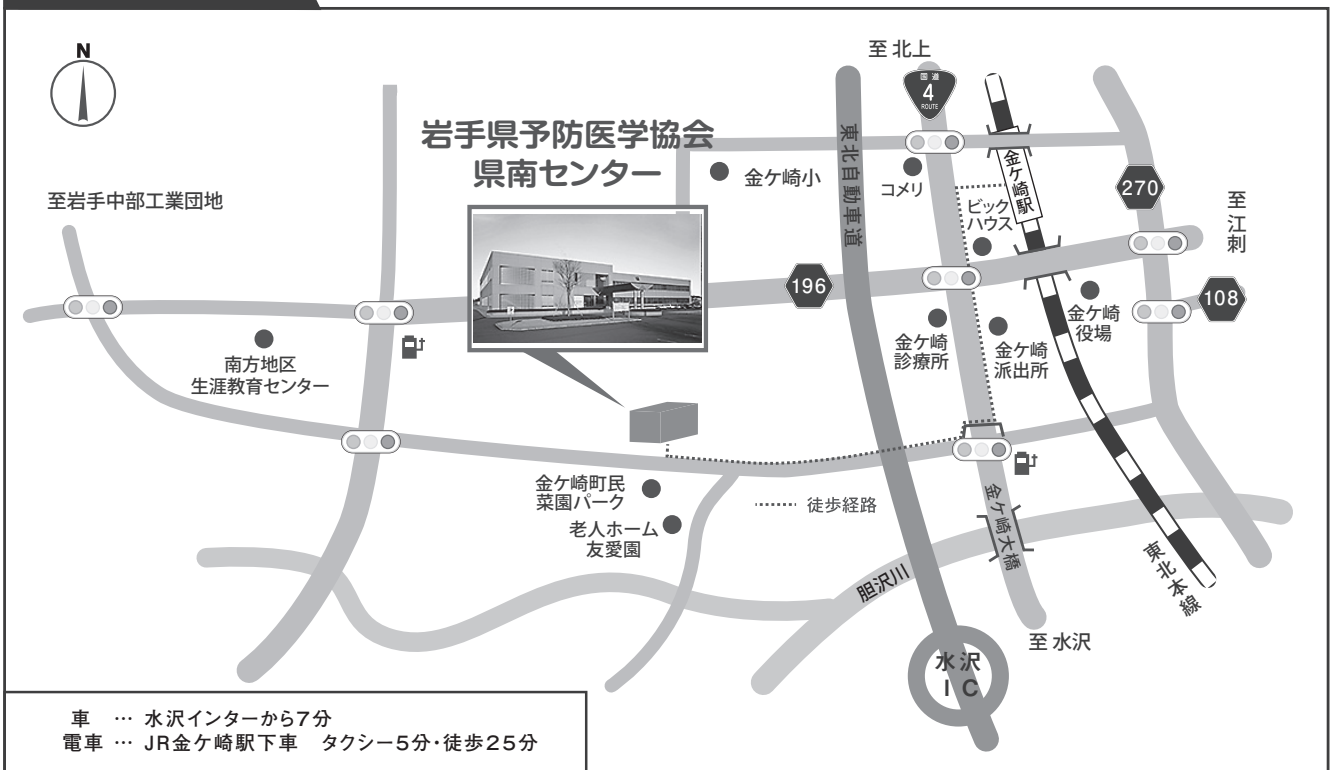 N
至 北上
国道
4
ROUTE
岩手県予防医学協会
県南センター
至岩手中部工業団地
東北自動車道
金ケ崎小
コメリ
金ケ崎駅
ビック
ハウス
270
至江刺
196
108
金ケ崎
役場
南方地区
生涯教育センター
金ケ崎
診療所
金ケ崎
派出所
金ケ崎町民
菜園パーク
老人ホーム
友愛園
徒歩経路
金ケ崎大橋
胆沢川
東北本線
至 水沢
水沢
IC
車 … 水沢インターから7分
電車 … JR金ケ崎駅下車 タクシー5分・徒歩25分